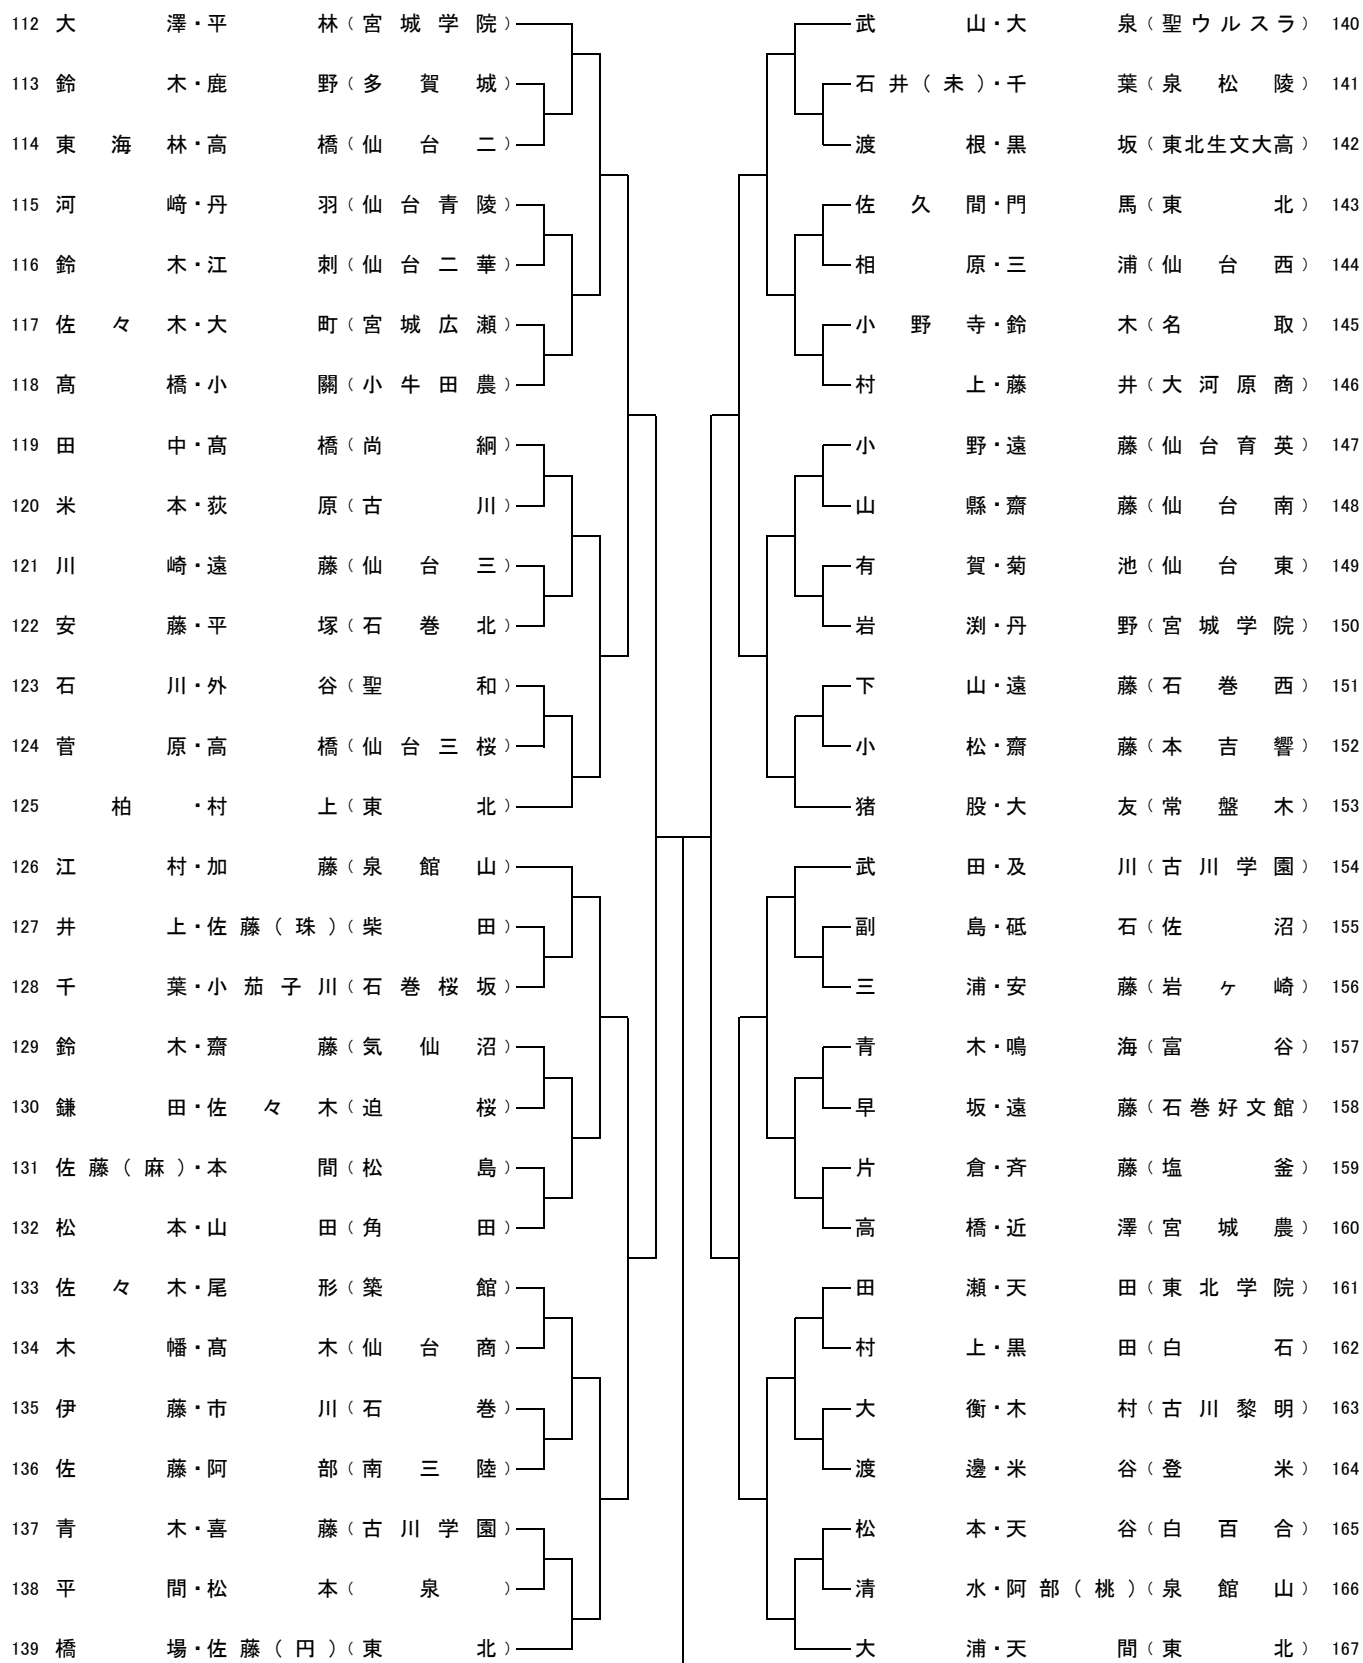 112 大澤・平林（宮城学院）
113 鈴木・鹿野（多賀城）
114 東海林・高橋（仙台二）
115 河﨑・丹羽（仙台青陵）
116 鈴木・江刺（仙台二華）
117 佐々木・大町（宮城広瀬）
118 髙橋・小關（小牛田農）
119 田中・髙橋（尚絅）
120 米本・荻原（古川）
121 川崎・遠藤（仙台三）
122 安藤・平塚（石巻北）
123 石川・外谷（聖和）
124 菅原・高橋（仙台三桜）
125 柏・村上（東北）
126 江村・加藤（泉館山）
127 井上・佐藤（珠）（柴田）
128 千葉・小茄子川（石巻桜坂）
129 鈴木・齋藤（気仙沼）
130 鎌田・佐々木（迫桜）
131 佐藤（麻）・本間（松島）
132 松本・山田（角田）
133 佐々木・尾形（築館）
134 木幡・髙木（仙台商）
135 伊藤・市川（石巻）
136 佐藤・阿部（南三陸）
137 青木・喜藤（古川学園）
138 平間・松本（泉）
139 橋場・佐藤（円）（東北）
武山・大泉（聖ウルスラ） 140
石井（未）・千葉（泉松陵） 141
渡根・黒坂（東北生文大高） 142
佐久間・門馬（東北） 143
相原・三浦（仙台西） 144
小野寺・鈴木（名取） 145
村上・藤井（大河原商） 146
小野・遠藤（仙台育英） 147
山縣・齋藤（仙台南） 148
有賀・菊池（仙台東） 149
岩渕・丹野（宮城学院） 150
下山・遠藤（石巻西） 151
小松・齋藤（本吉響） 152
猪股・大友（常盤木） 153
武田・及川（古川学園） 154
副島・砥石（佐沼） 155
三浦・安藤（岩ヶ崎） 156
青木・鳴海（富谷） 157
早坂・遠藤（石巻好文館） 158
片倉・斉藤（塩釜） 159
高橋・近澤（宮城農） 160
田瀬・天田（東北学院） 161
村上・黒田（白石） 162
大衡・木村（古川黎明） 163
渡邊・米谷（登米） 164
松本・天谷（白百合） 165
清水・阿部（桃）（泉館山） 166
大浦・天間（東北） 167